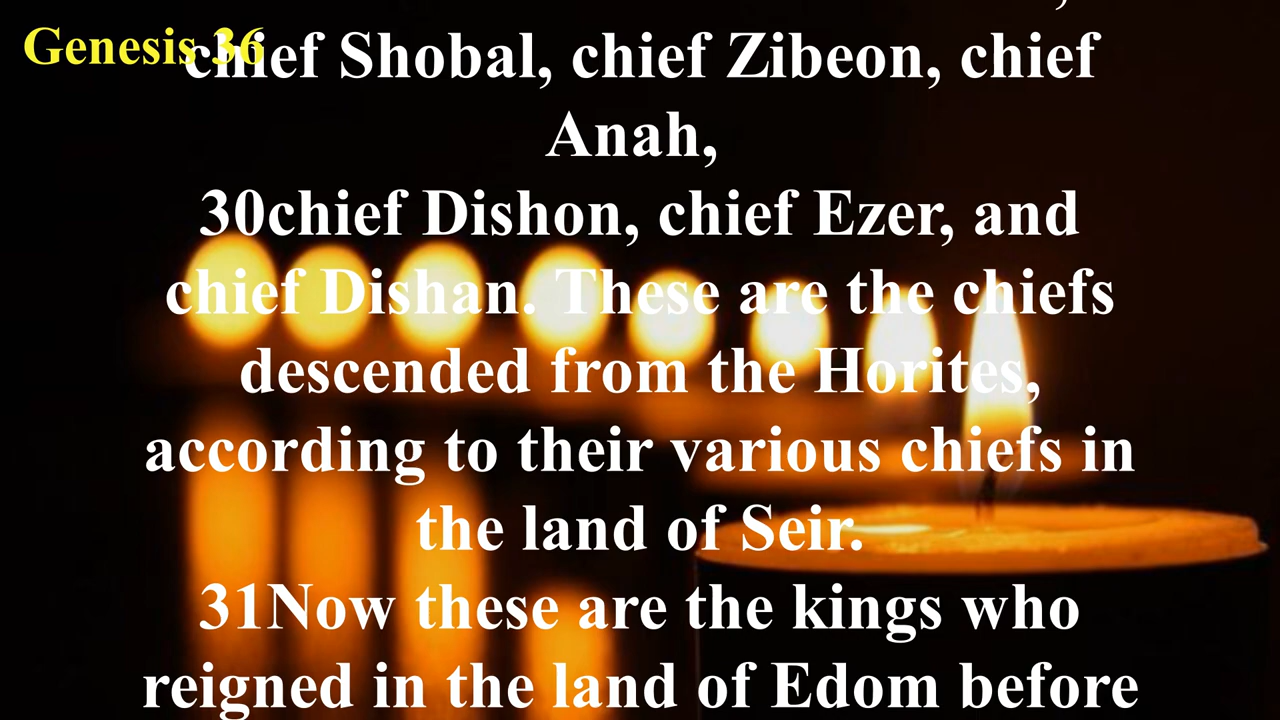 Genesis 36
chief Shobal, chief Zibeon, chief
Anah,
30chief Dishon, chief Ezer, and
chief Dishan. These are the chiefs
descended from the Horites,
according to their various chiefs in
the land of Seir.
31Now these are the kings who
reigned in the land of Edom before